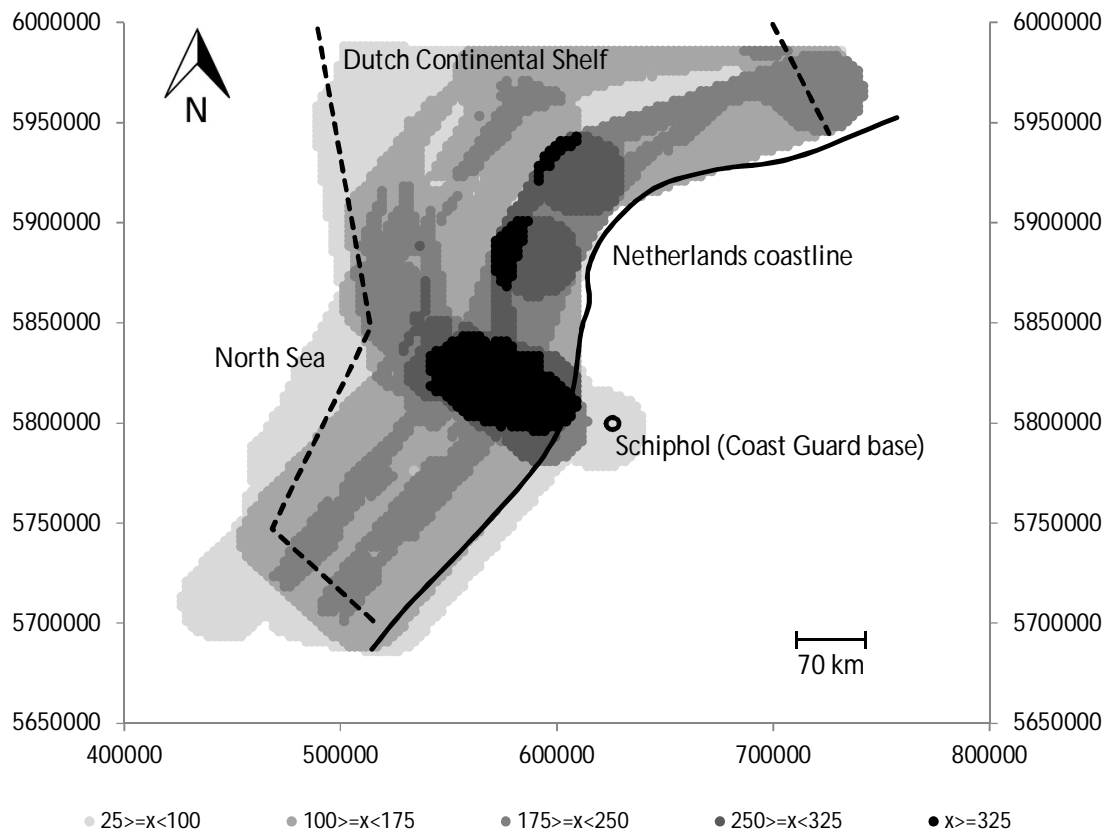 6000000 6000000
Dutch Continental Shelf
N
5950000 5950000
5900000 5900000
Netherlands coastline
5850000 5850000
North Sea
5800000 5800000
Schiphol (Coast Guard base)
5750000 5750000
5700000 5700000
70 km
5650000 5650000
400000 500000 600000 700000 800000
25>=x<100 100>=x<175 175>=x<250 250>=x<325 x>=325